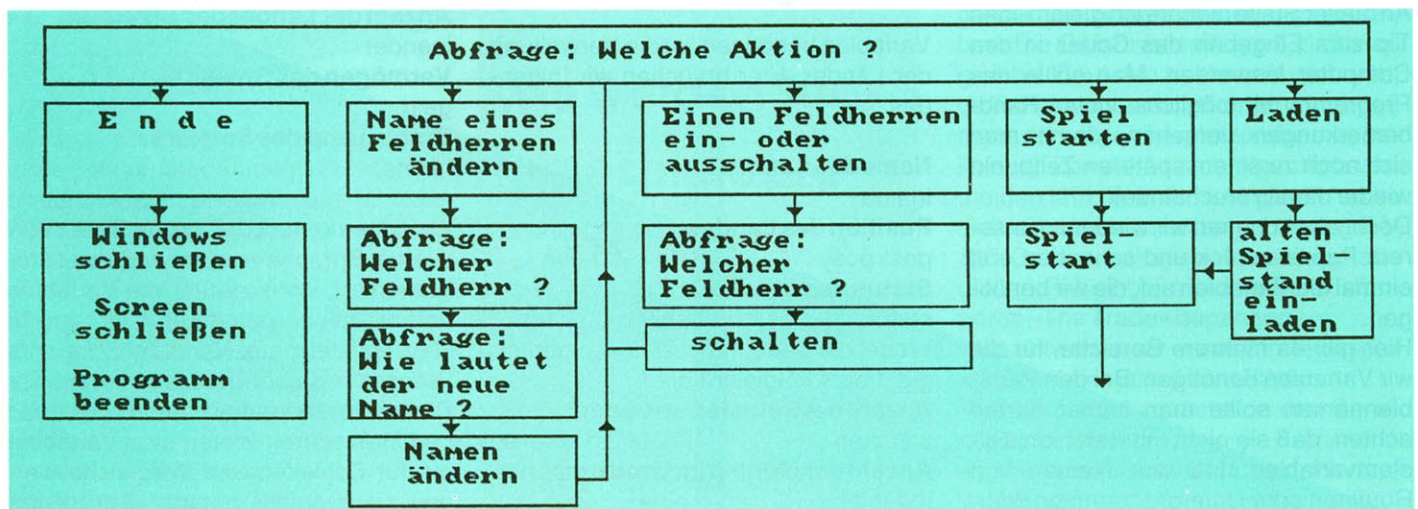 Abfrage: Welche Aktion ?
E n d e
Name eines
Feldherren
ändern
Einen Feldherren
ein- oder
ausschalten
Spiel
starten
Laden
Windows
schließen
Screen
schließen
Programm
beenden
Abfrage:
Welcher
Feldherr ?
Abfrage:
Wie lautet
der neue
Name ?
Namen
ändern
Abfrage:
Welcher
Feldherr ?
schalten
Spiel-
start
alten
Spiel-
stand
ein-
laden